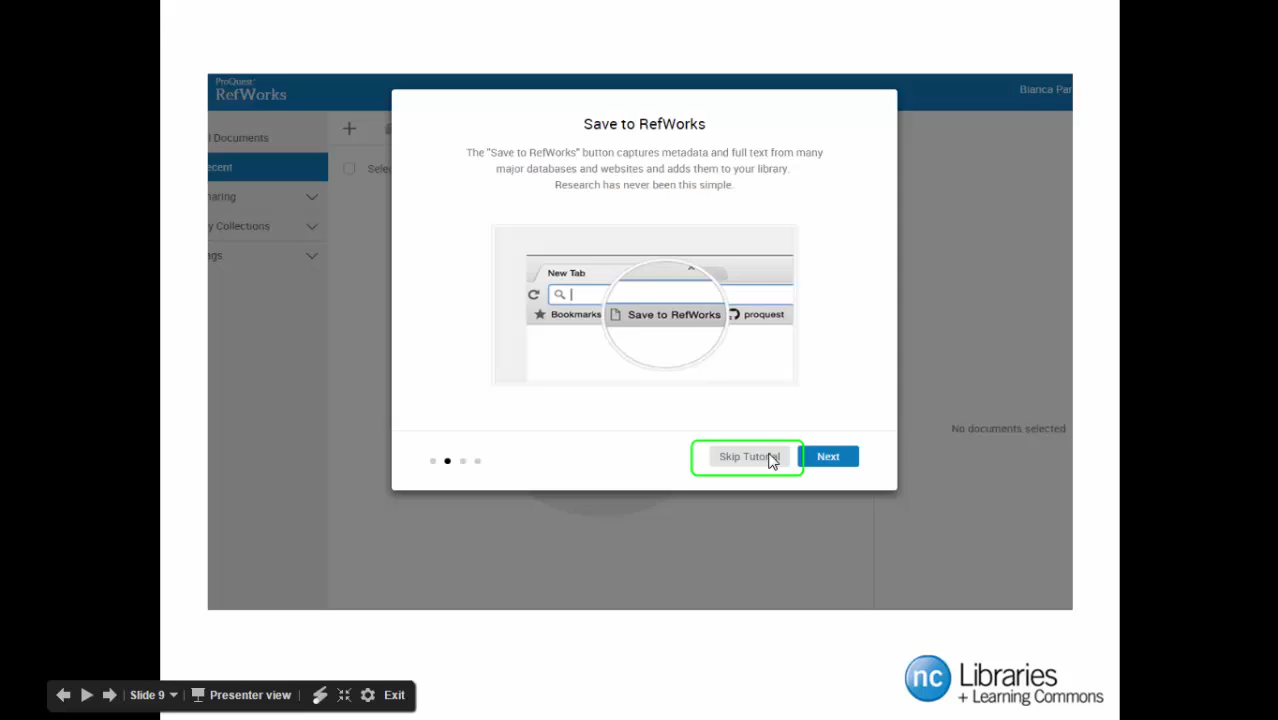 ProQuest
RefWorks
Bianca Par
l Documents
ecent
Selec
haring
y Collections
ags
Save to RefWorks
The "Save to RefWorks" button captures metadata and full text from many
major databases and websites and adds them to your library.
Research has never been this simple.
New Tab
Bookmarks
Save to RefWorks
proquest
No documents selected
Skip Tutorial
Next
nc Libraries
+ Learning Commons
Slide 9
Presenter view
Exit